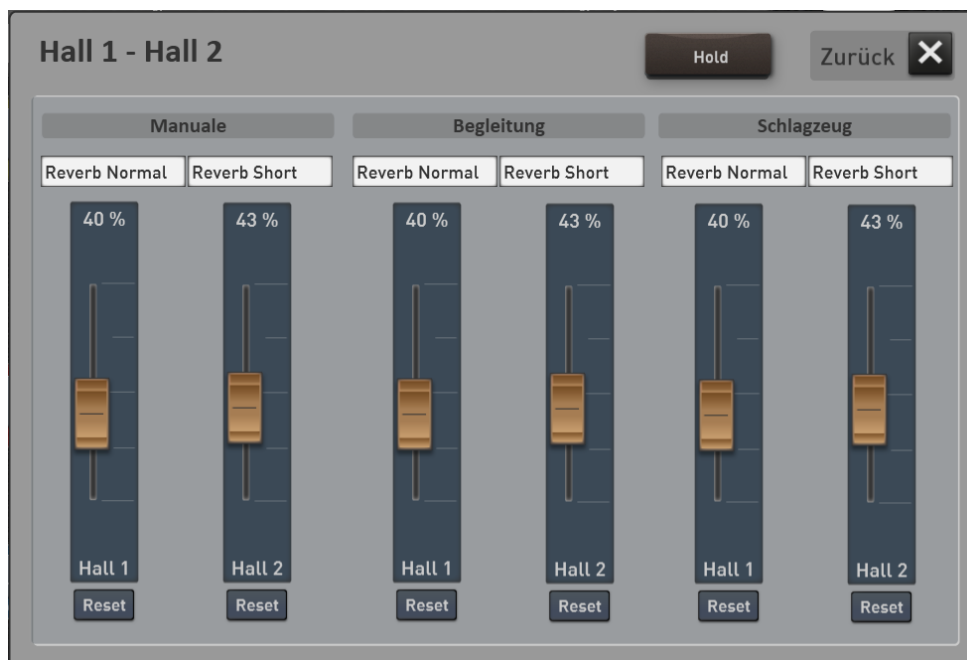 Hall 1 - Hall 2
Hold
Zurück
Manuale Begleitung Schlagzeug
Reverb Normal Reverb Short Reverb Normal Reverb Short Reverb Normal Reverb Short
40 % 43 % 40 % 43 % 40 % 43 %
Hall 1 Hall 2 Hall 1 Hall 2 Hall 1 Hall 2
Reset Reset Reset Reset Reset Reset